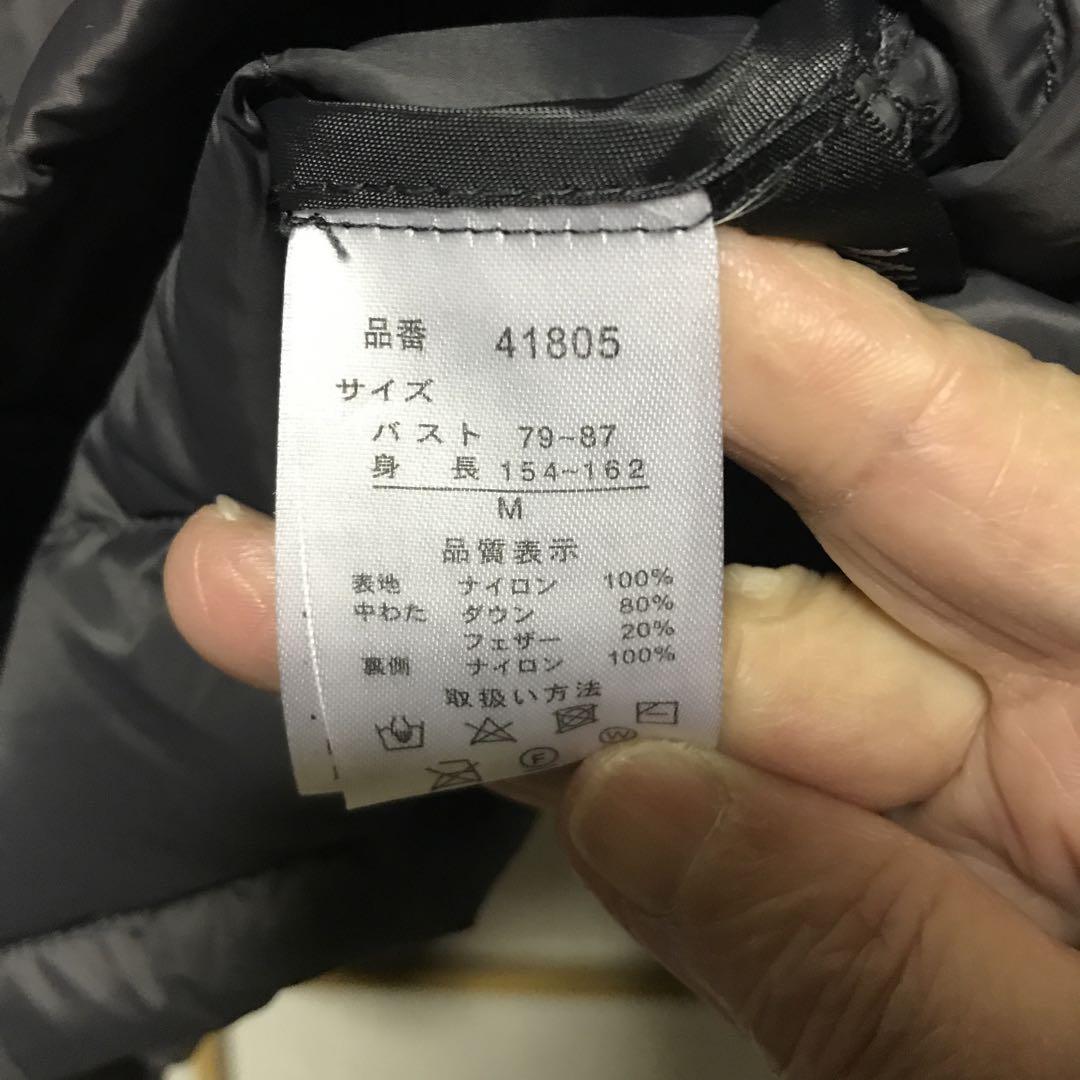 品番 41805
サイズ
バスト 79~87
身長 154~162
M
品質表示
表地 ナイロン 100%
中わた ダウン 80%
フェザー 20%
裏側 ナイロン 100%
取扱い方法
F W